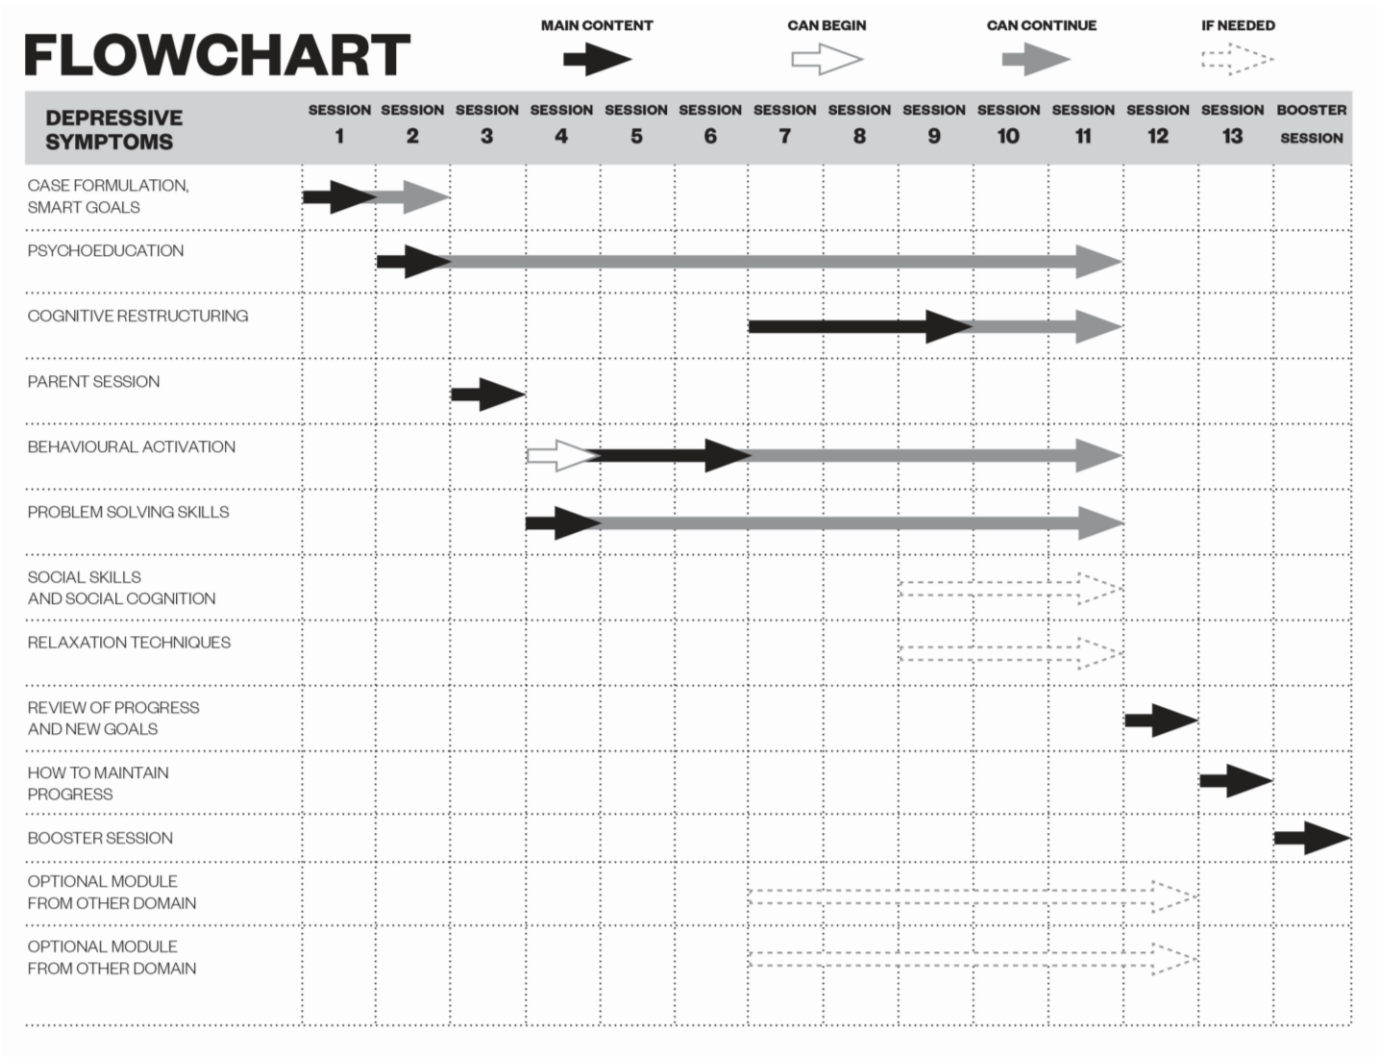 FLOWCHART
MAIN CONTENT
CAN BEGIN
CAN CONTINUE
IF NEEDED
DEPRESSIVE
SYMPTOMS
SESSION 1
SESSION 2
SESSION 3
SESSION 4
SESSION 5
SESSION 6
SESSION 7
SESSION 8
SESSION 9
SESSION 10
SESSION 11
SESSION 12
SESSION 13
BOOSTER
SESSION
CASE FORMULATION,
SMART GOALS
PSYCHOEDUCATION
COGNITIVE RESTRUCTURING
PARENT SESSION
BEHAVIOURAL ACTIVATION
PROBLEM SOLVING SKILLS
SOCIAL SKILLS
AND SOCIAL COGNITION
RELAXATION TECHNIQUES
REVIEW OF PROGRESS
AND NEW GOALS
HOW TO MAINTAIN
PROGRESS
BOOSTER SESSION
OPTIONAL MODULE
FROM OTHER DOMAIN
OPTIONAL MODULE
FROM OTHER DOMAIN